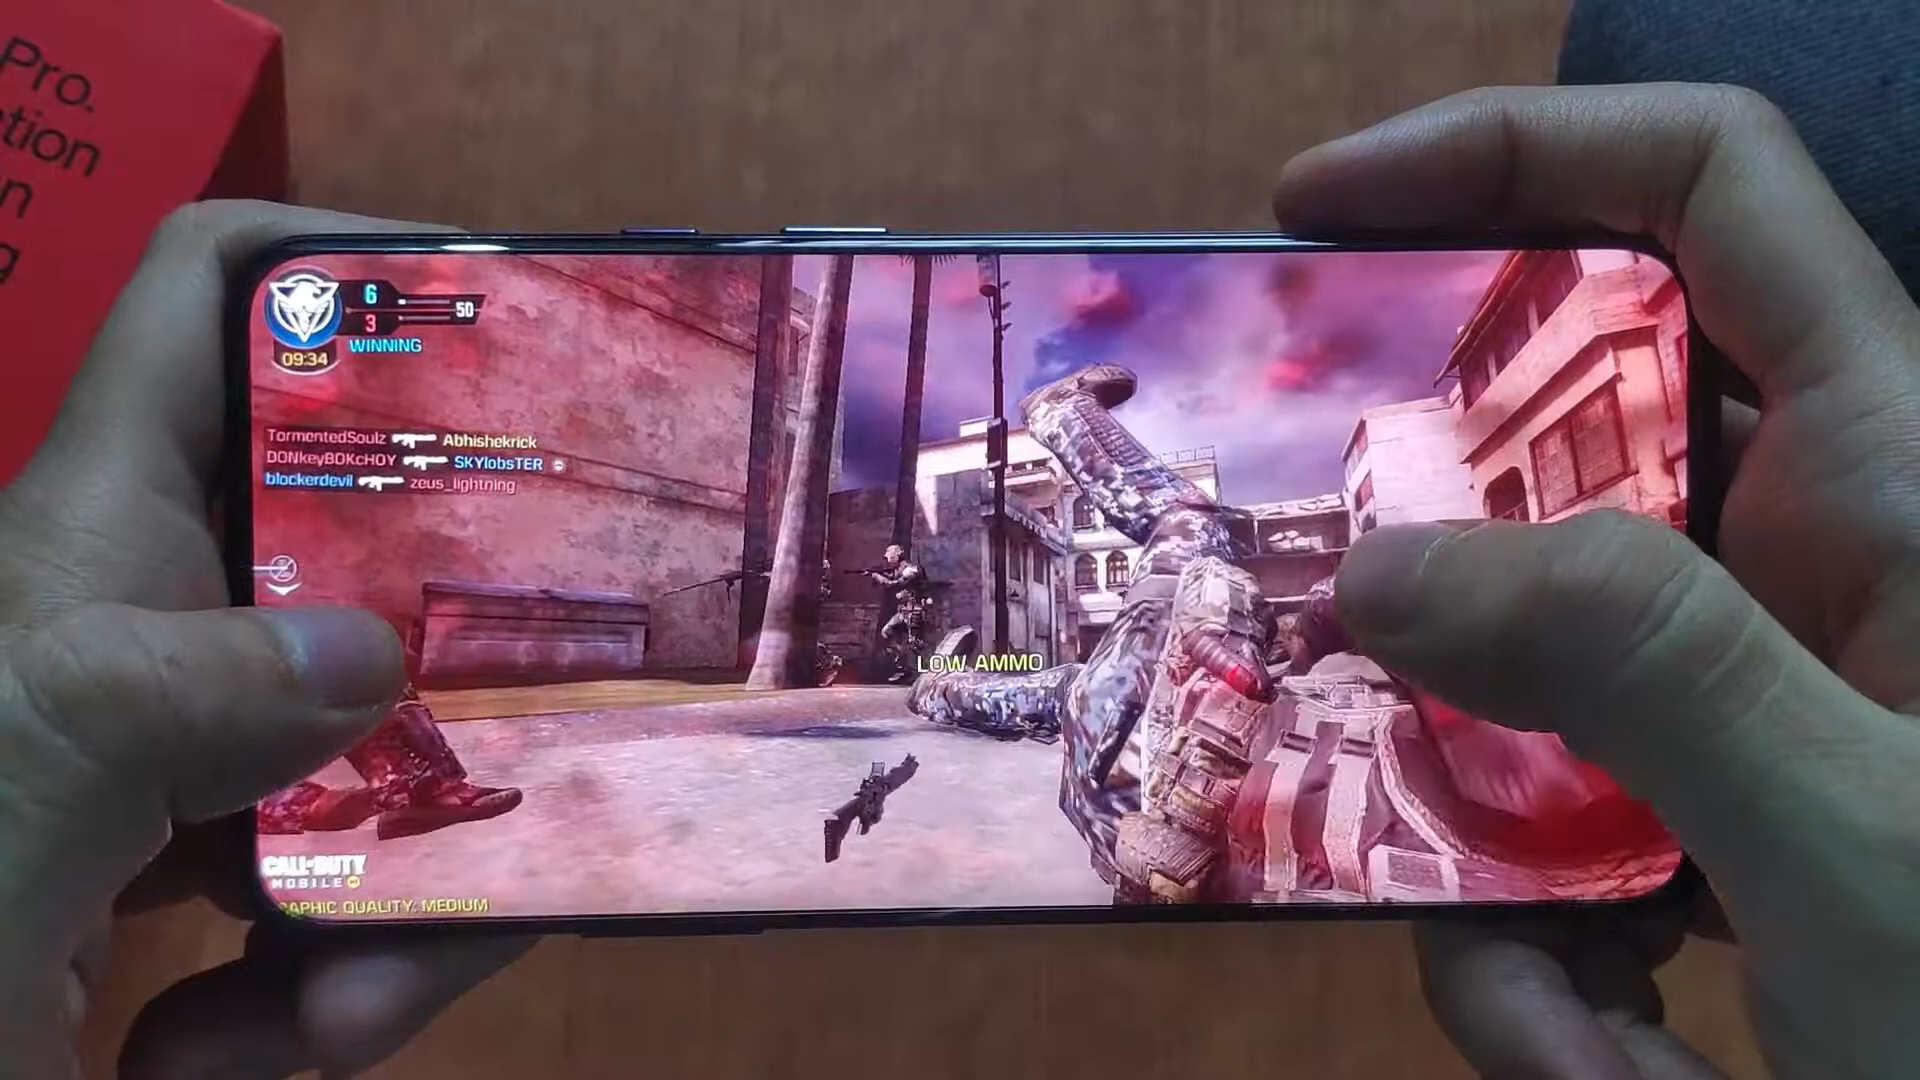 Pro.
tion
n
g
6
3
50
WINNING
09:34
TormentedSoulz Abhishekrick
DONkeyBDKcHOY SKYlobsTER
blockerdevil zeus_lightning
LOW AMMO
CALL OF DUTY
MOBILE
APHIC QUALITY: MEDIUM